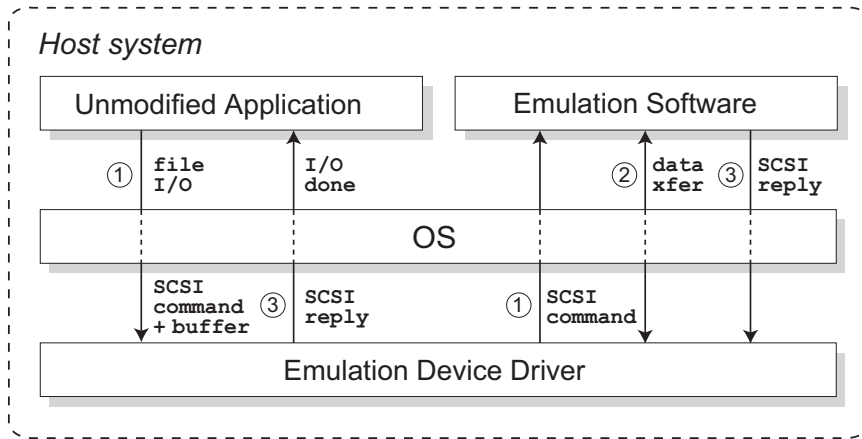 Host system
Unmodified Application
Emulation Software
1
file
I/O
I/O
done
2
data
xfer
3
SCSI
reply
OS
SCSI
command
+ buffer
3
SCSI
reply
1
SCSI
command
Emulation Device Driver